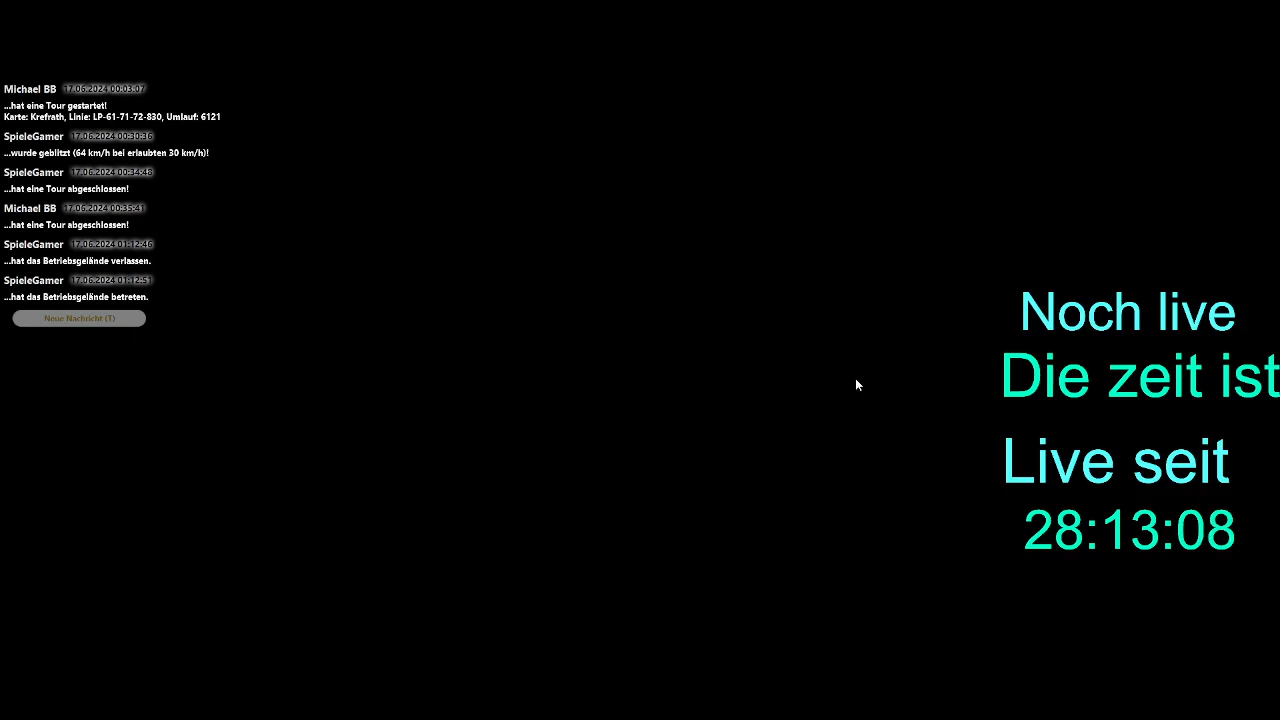 Michael BB 17.06.2024 00:03:07
...hat eine Tour gestartet!
Karte: Krefrath, Linie: LP-61-71-72-830, Umlauf: 6121
SpieleGamer 17.06.2024 00:30:36
...wurde geblitzt (64 km/h bei erlaubten 30 km/h)!
SpieleGamer 17.06.2024 00:34:48
...hat eine Tour abgeschlossen!
Michael BB 17.06.2024 00:35:41
...hat eine Tour abgeschlossen!
SpieleGamer 17.06.2024 01:12:46
...hat das Betriebsgelände verlassen.
SpieleGamer 17.06.2024 01:12:51
...hat das Betriebsgelände betreten.
Neue Nachricht (T)
Noch live
Die zeit ist
Live seit
28:13:08